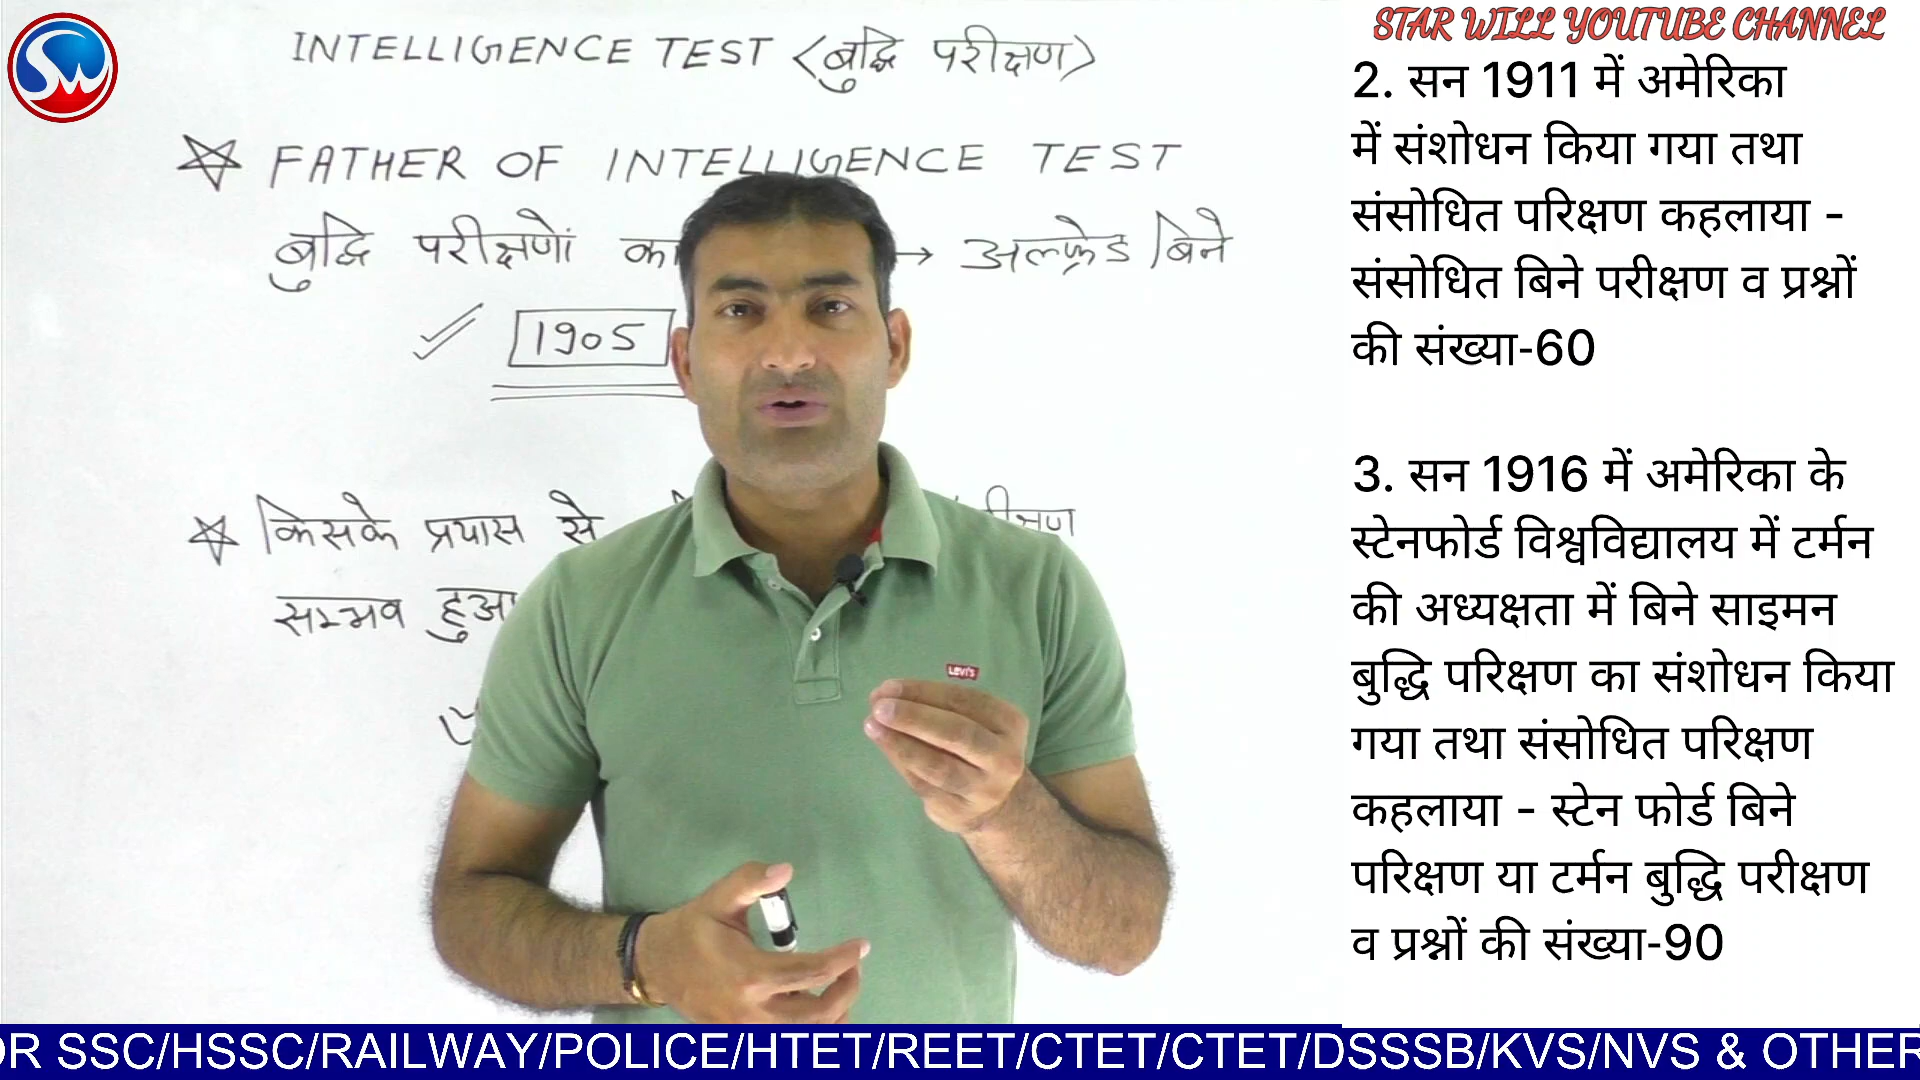 INTELLIGENCE TEST (बुद्धि परीक्षण)
FATHER OF INTELLIGENCE TEST
बुद्धि परीक्षणों का → अल्फ्रेड बिने
1905
किसके प्रयास से
सम्भव हुआ
SW
LEVI'S
STAR WILL YOUTUBE CHANNEL
2. सन 1911 में अमेरिका
में संशोधन किया गया तथा
संसोधित परिक्षण कहलाया -
संसोधित बिने परीक्षण व प्रश्नों
की संख्या-60
3. सन 1916 में अमेरिका के
स्टेनफोर्ड विश्वविद्यालय में टर्मन
की अध्यक्षता में बिने साइमन
बुद्धि परिक्षण का संशोधन किया
गया तथा संसोधित परिक्षण
कहलाया - स्टेन फोर्ड बिने
परिक्षण या टर्मन बुद्धि परीक्षण
व प्रश्नों की संख्या-90
OR SSC/HSSC/RAILWAY/POLICE/HTET/REET/CTET/CTET/DSSSB/KVS/NVS & OTHER